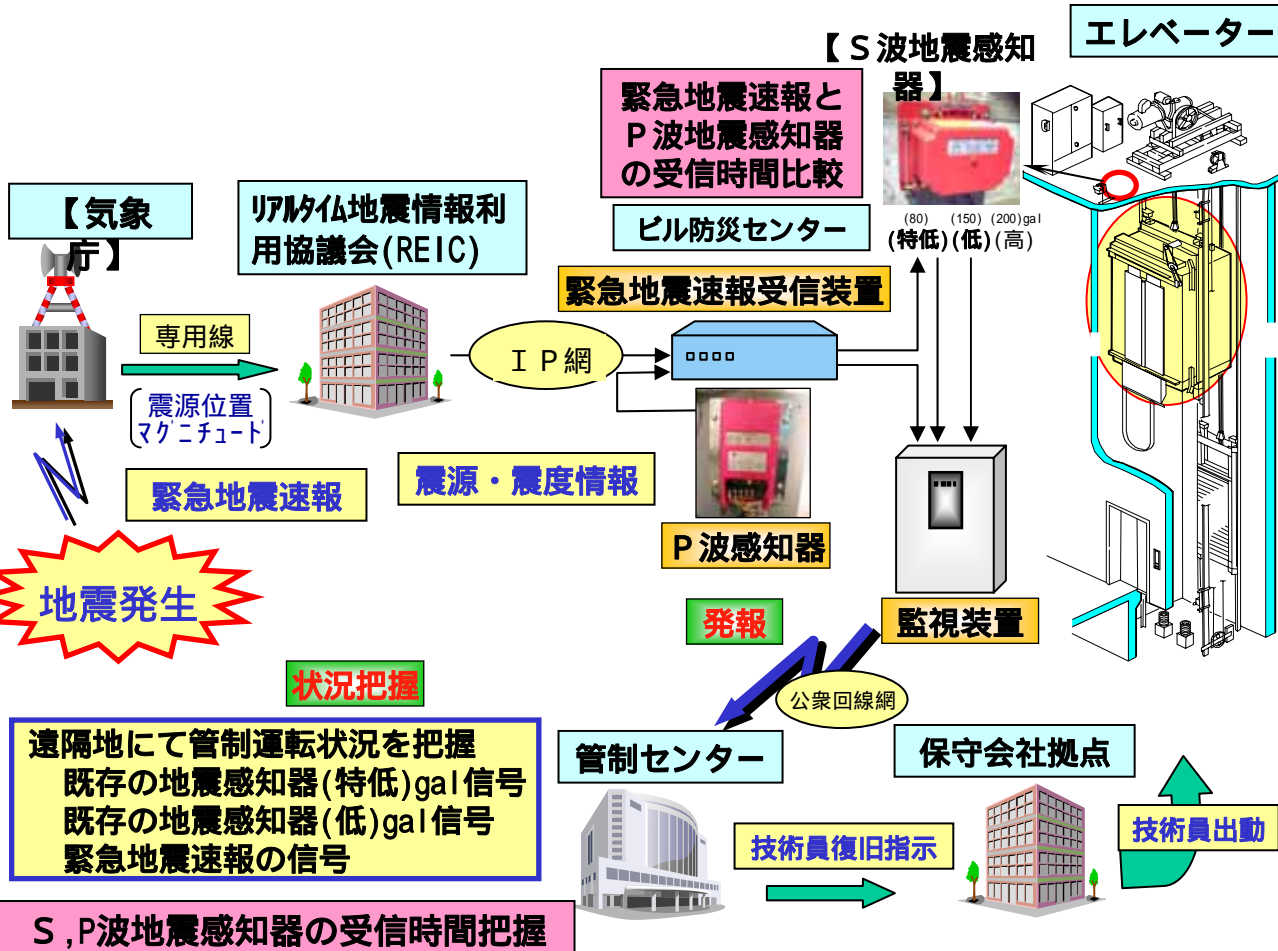 エレベーター
【Ｓ波地震感知
器】
緊急地震速報と
Ｐ波地震感知器
の受信時間比較
【気象
庁】
ﾘｱﾙﾀｲﾑ地震情報利
用協議会(REIC)
ビル防災センター
(80) (150) (200)gal
(特低)(低)(高)
緊急地震速報受信装置
専用線
ＩＰ網
震源位置
ﾏｸﾞﾆﾁｭｰﾄﾞ
緊急地震速報
震源・震度情報
Ｐ波感知器
地震発生
発報
監視装置
状況把握
公衆回線網
遠隔地にて管制運転状況を把握
既存の地震感知器(特低)gal信号
既存の地震感知器(低)gal信号
緊急地震速報の信号
管制センター
保守会社拠点
技術員復旧指示
技術員出動
Ｓ,P波地震感知器の受信時間把握